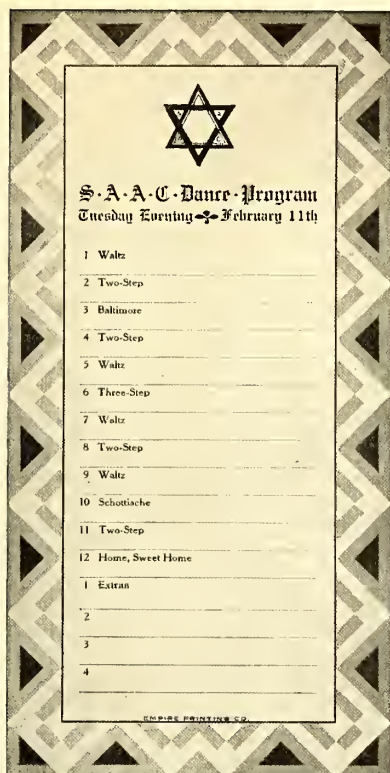 S·A·A·C·Dance·Program
Tuesday Evening February 11th
1 Waltz
2 Two-Step
3 Baltimore
4 Two-Step
5 Waltz
6 Three-Step
7 Waltz
8 Two-Step
9 Waltz
10 Schottische
11 Two-Step
12 Home, Sweet Home
1 Extras
2
3
4
EMPIRE PRINTING CO.